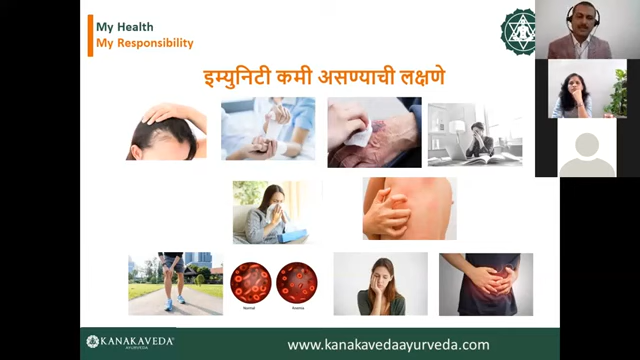 My Health
My Responsibility
इम्युनिटी कमी असण्याची लक्षणे
Normal
Anemia
KANAKAVEDA
AYURVEDA
www.kanakavedaayurveda.com